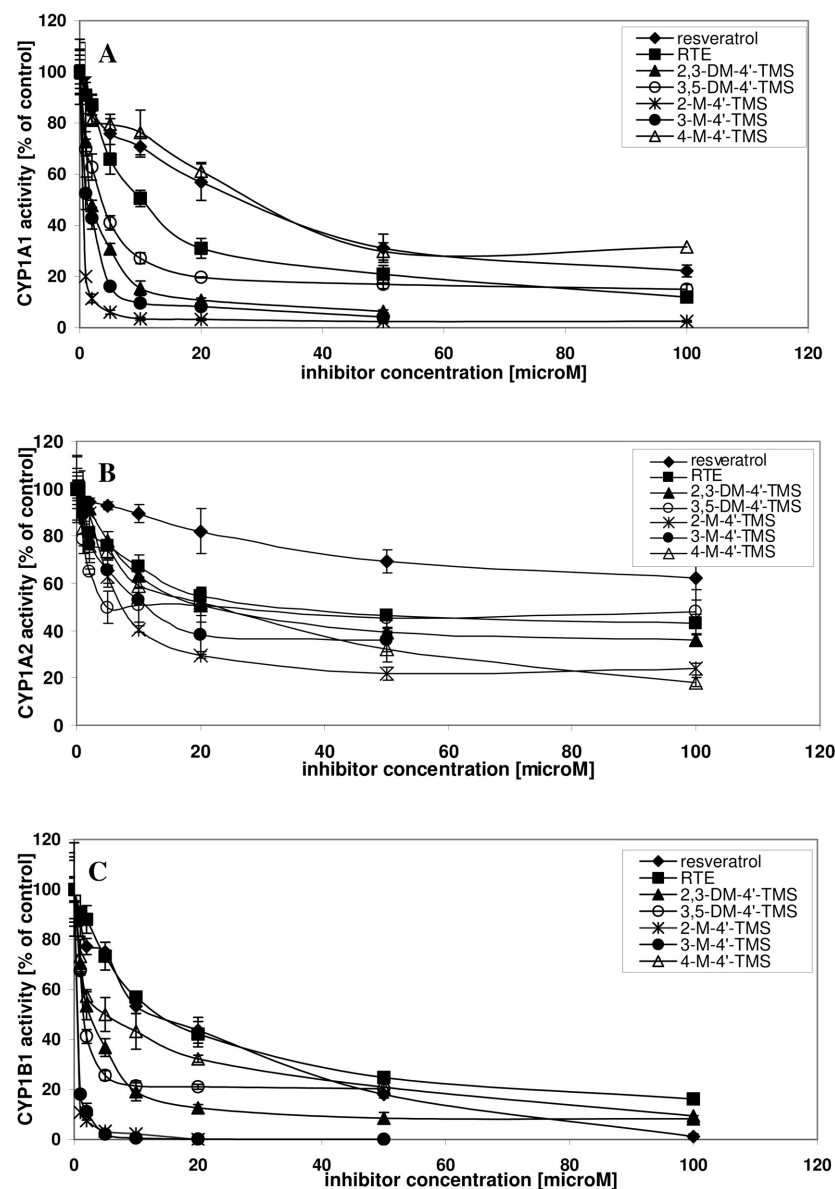 A
CYP1A1 activity [% of control]
120
100
80
60
40
20
0
0 20 40 60 80 100 120
inhibitor concentration [microM]
resveratrol
RTE
2,3-DM-4'-TMS
3,5-DM-4'-TMS
2-M-4'-TMS
3-M-4'-TMS
4-M-4'-TMS
B
CYP1A2 activity [% of control]
120
100
80
60
40
20
0
0 20 40 60 80 100 120
inhibitor concentration [microM]
resveratrol
RTE
2,3-DM-4'-TMS
3,5-DM-4'-TMS
2-M-4'-TMS
3-M-4'-TMS
4-M-4'-TMS
C
CYP1B1 activity [% of control]
120
100
80
60
40
20
0
0 20 40 60 80 100 120
inhibitor concentration [microM]
resveratrol
RTE
2,3-DM-4'-TMS
3,5-DM-4'-TMS
2-M-4'-TMS
3-M-4'-TMS
4-M-4'-TMS